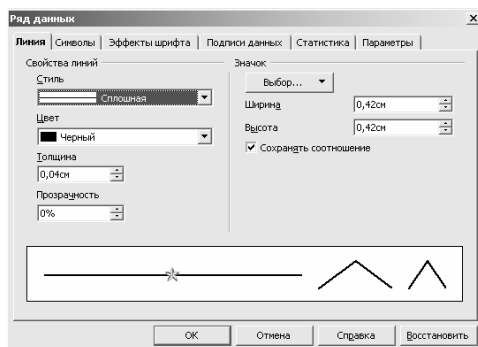 Ряд данных
Линия Символы Эффекты шрифта Подписи данных Статистика Параметры
Свойства линий
Стиль
Сплошная
Цвет
Черный
Толщина
0,04см
Прозрачность
0%
Значок
Выбор...
Ширина 0,42см
Высота 0,42см
Сохранять соотношение
OK Отмена Справка Восстановить